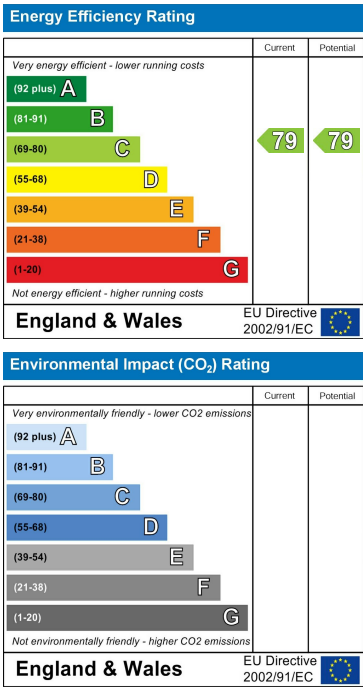 Energy Efficiency Rating
Current Potential
Very energy efficient - lower running costs
(92 plus) A
(81-91) B
(69-80) C
79 79
(55-68) D
(39-54) E
(21-38) F
(1-20) G
Not energy efficient - higher running costs
England & Wales
EU Directive
2002/91/EC
Environmental Impact (CO₂) Rating
Current Potential
Very environmentally friendly - lower CO2 emissions
(92 plus) A
(81-91) B
(69-80) C
(55-68) D
(39-54) E
(21-38) F
(1-20) G
Not environmentally friendly - higher CO2 emissions
England & Wales
EU Directive
2002/91/EC